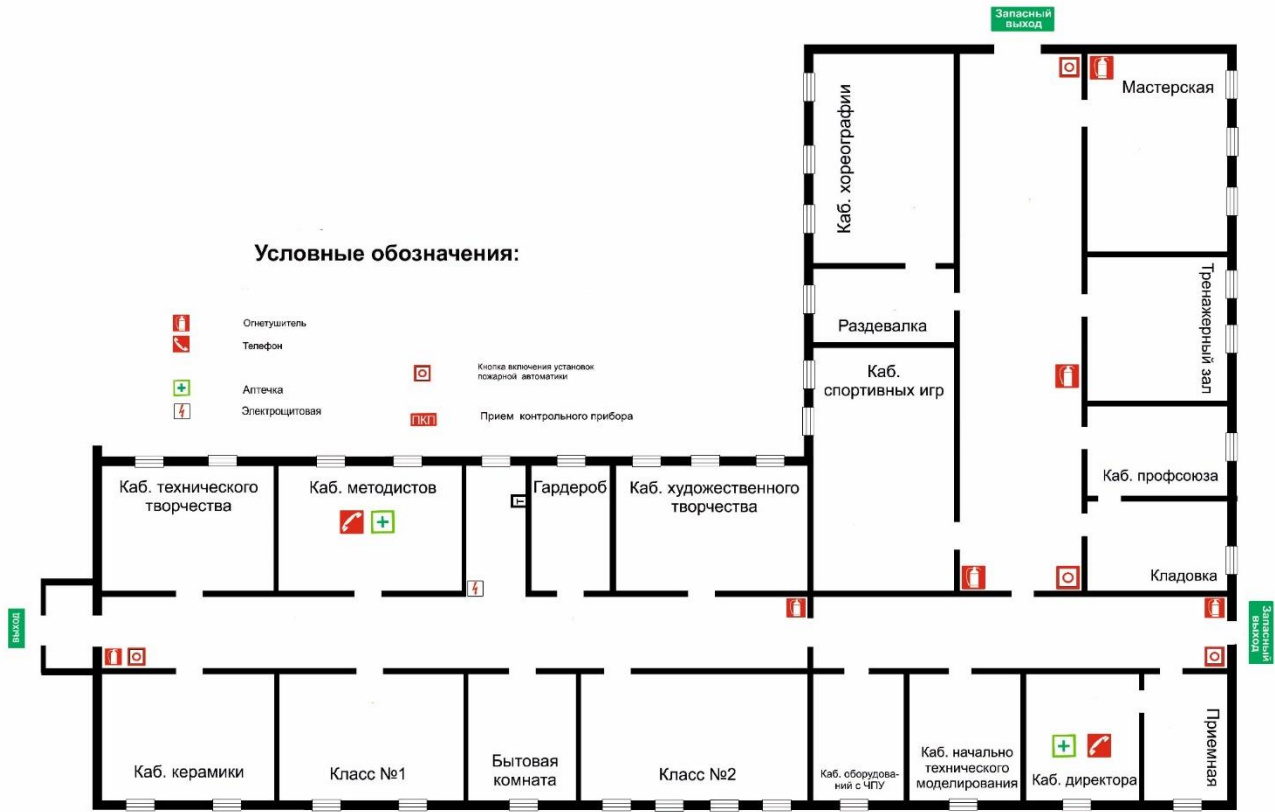 Запасный
выход
Мастерская
Каб. хореографии
Условные обозначения:
Огнетушитель
Телефон
Аптечка
Электрощитовая
Кнопка включения установок
пожарной автоматики
ПКП
Прием контрольного прибора
Раздевалка
Тренажерный зал
Каб.
спортивных игр
Каб. технического
творчества
Каб. методистов
Т
Гардероб
Каб. художественного
творчества
Каб. профсоюза
Кладовка
выход
Запасный
выход
Каб. керамики
Класс №1
Бытовая
комната
Класс №2
Каб. оборудова-
ний с ЧПУ
Каб. начально
технического
моделирования
Каб. директора
Приемная